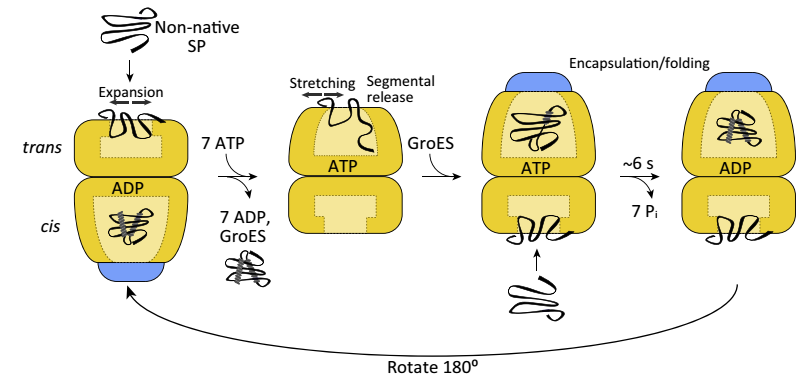 Non-native
SP
Expansion
trans
ADP
cis
7 ATP
7 ADP,
GroES
Stretching
Segmental
release
ATP
GroES
Encapsulation/folding
ATP
~6 s
7 Pi
ADP
Rotate 180º